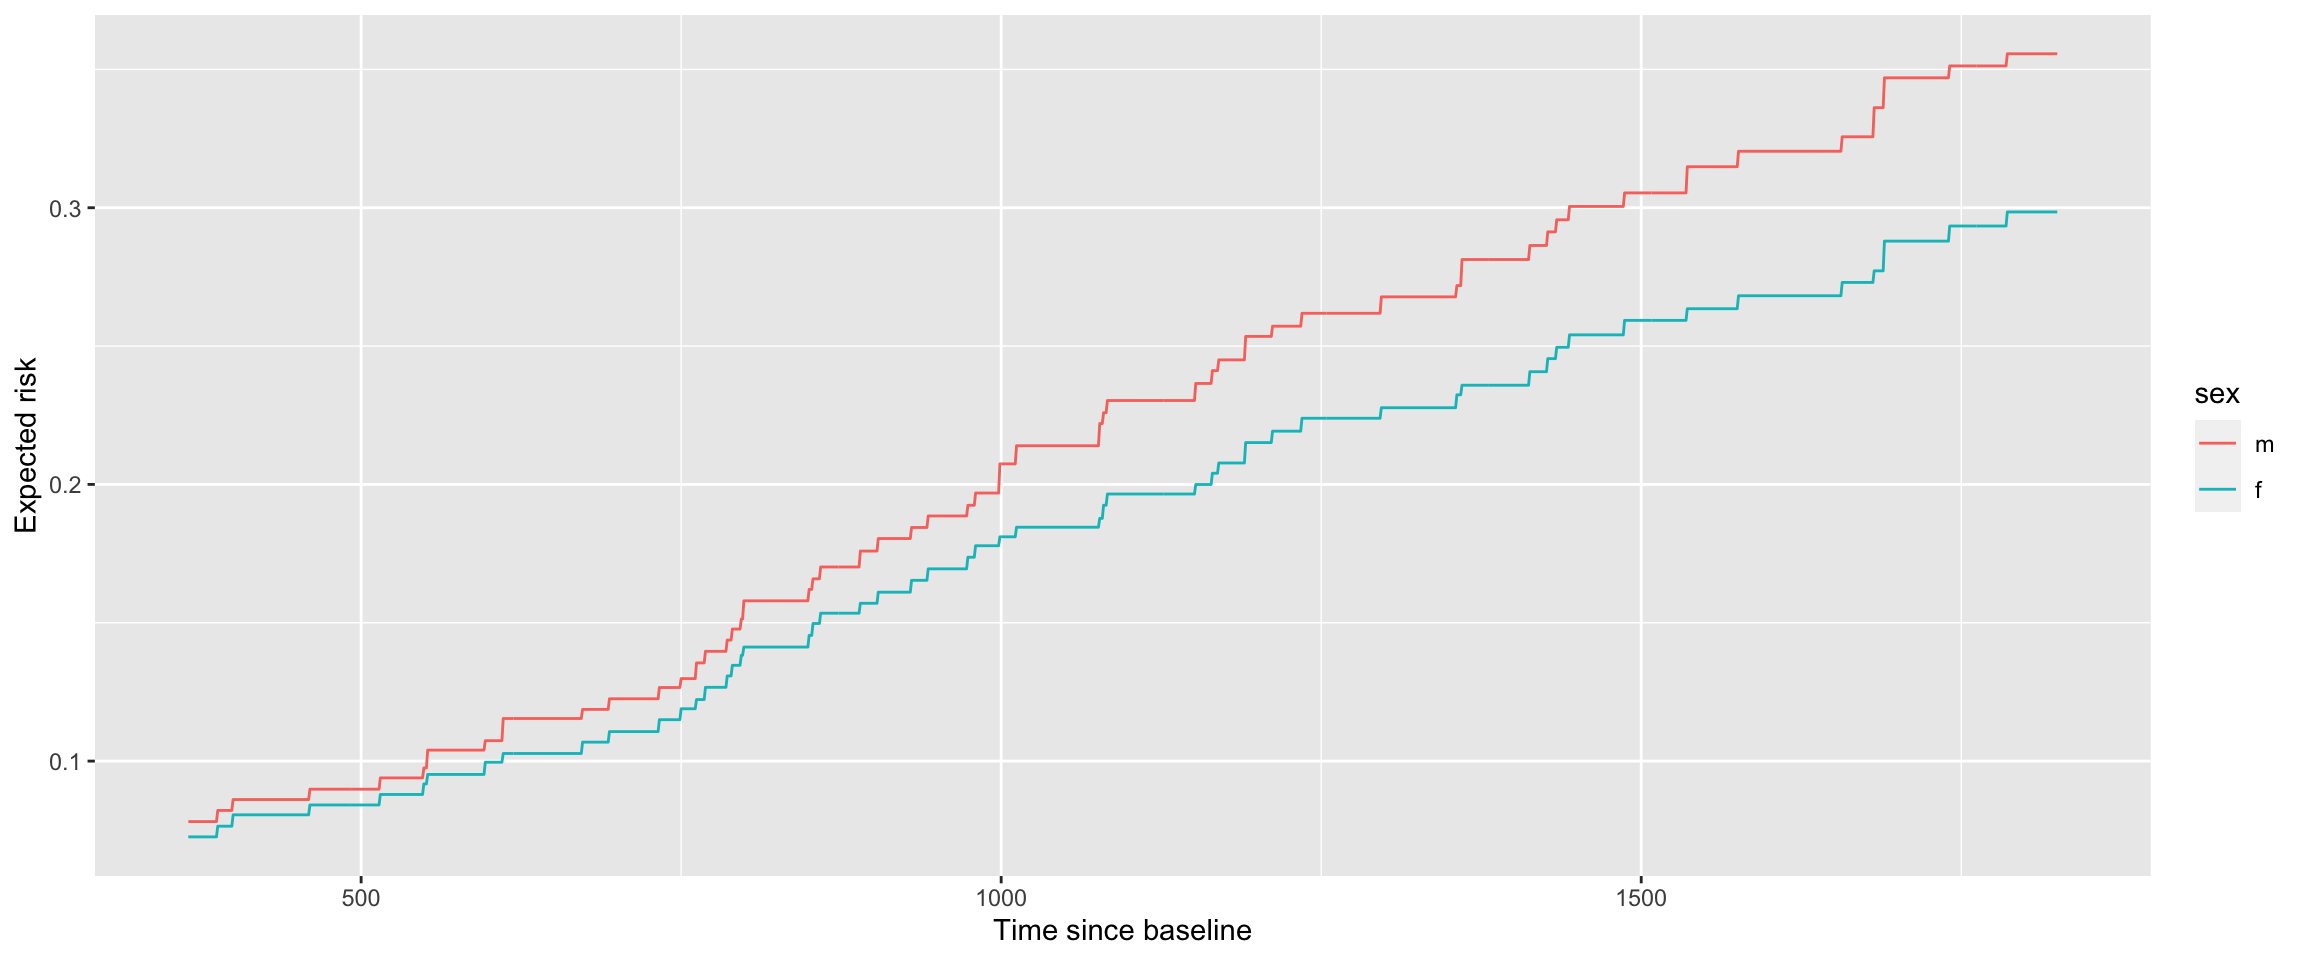 Expected risk
0.3
0.2
0.1
500
1000
1500
Time since baseline
sex
m
f